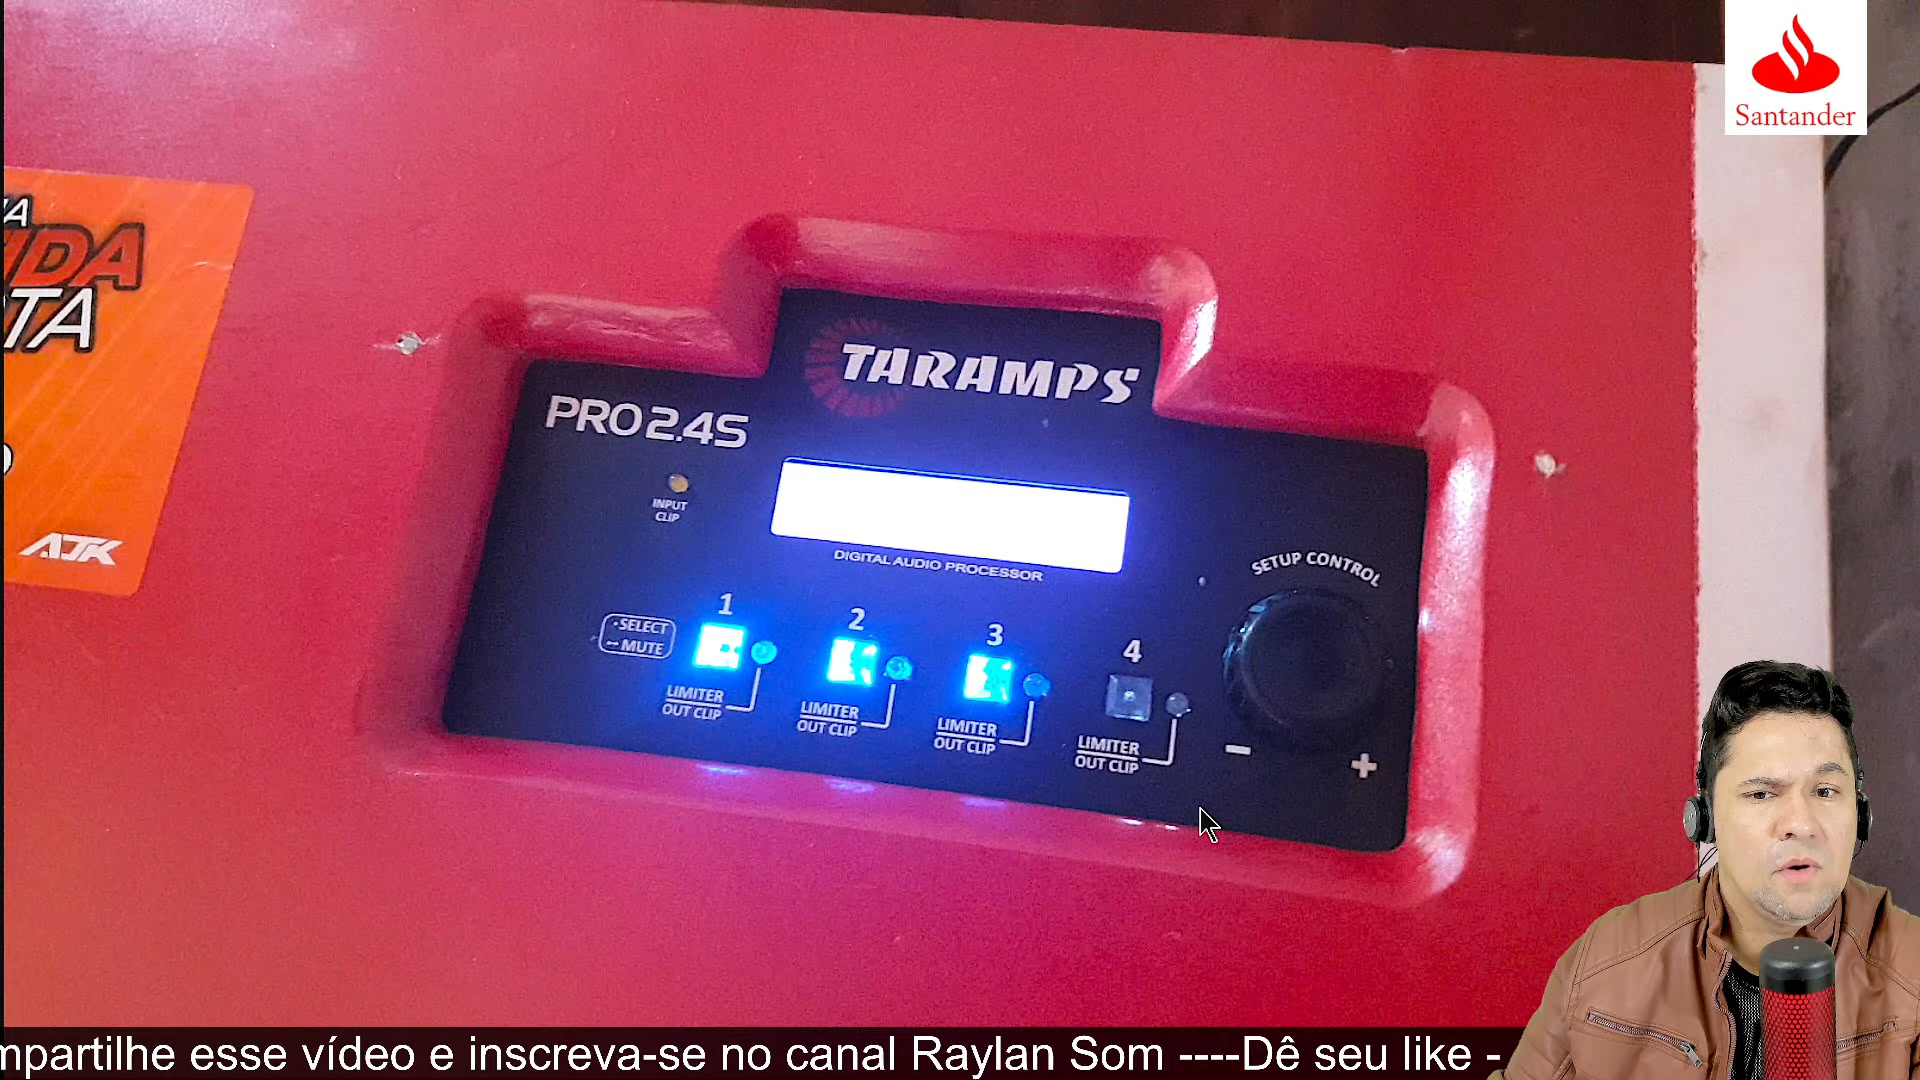 Santander
TARAMPS
PRO2.4S
INPUT
CLIP
DIGITAL AUDIO PROCESSOR
SETUP CONTROL
SELECT
MUTE
1
2
3
4
LIMITER
OUT CLIP
LIMITER
OUT CLIP
LIMITER
OUT CLIP
LIMITER
OUT CLIP
- +
AJK
esse vídeo e inscreva-se no canal Raylan Som ----Dê seu like -